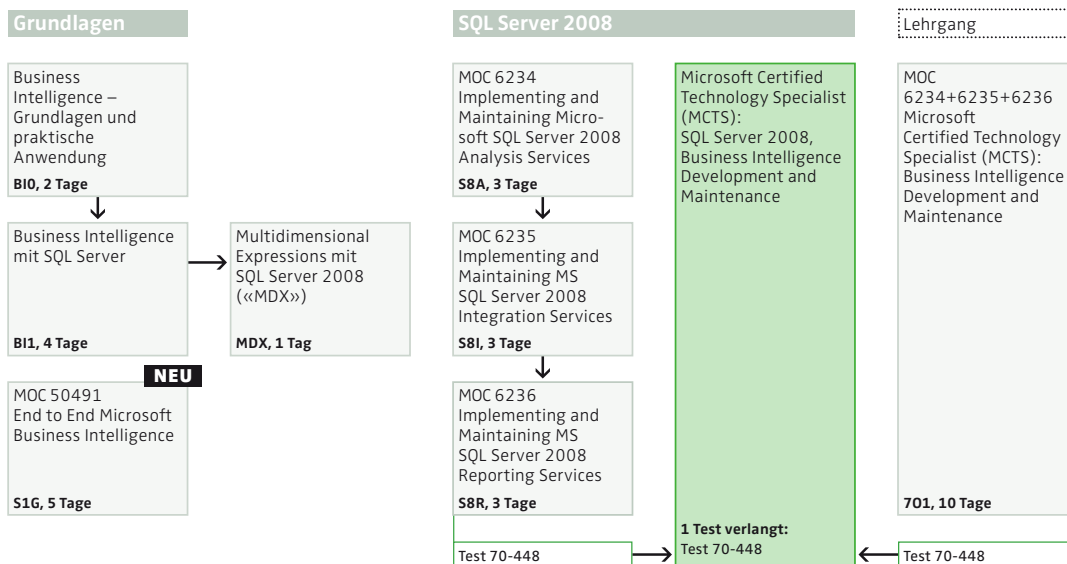 Grundlagen
Business
Intelligence –
Grundlagen und
praktische
Anwendung
BI0, 2 Tage
Business Intelligence
mit SQL Server
BI1, 4 Tage
Multidimensional
Expressions mit
SQL Server 2008
(«MDX»)
MDX, 1 Tag
NEU
MOC 50491
End to End Microsoft
Business Intelligence
S1G, 5 Tage
SQL Server 2008
MOC 6234
Implementing and
Maintaining Micro-
soft SQL Server 2008
Analysis Services
S8A, 3 Tage
MOC 6235
Implementing and
Maintaining MS
SQL Server 2008
Integration Services
S8I, 3 Tage
MOC 6236
Implementing and
Maintaining MS
SQL Server 2008
Reporting Services
S8R, 3 Tage
Test 70-448
Microsoft Certified
Technology Specialist
(MCTS):
SQL Server 2008,
Business Intelligence
Development and
Maintenance
1 Test verlangt:
Test 70-448
Lehrgang
MOC
6234+6235+6236
Microsoft
Certified Technology
Specialist (MCTS):
Business Intelligence
Development and
Maintenance
701, 10 Tage
Test 70-448